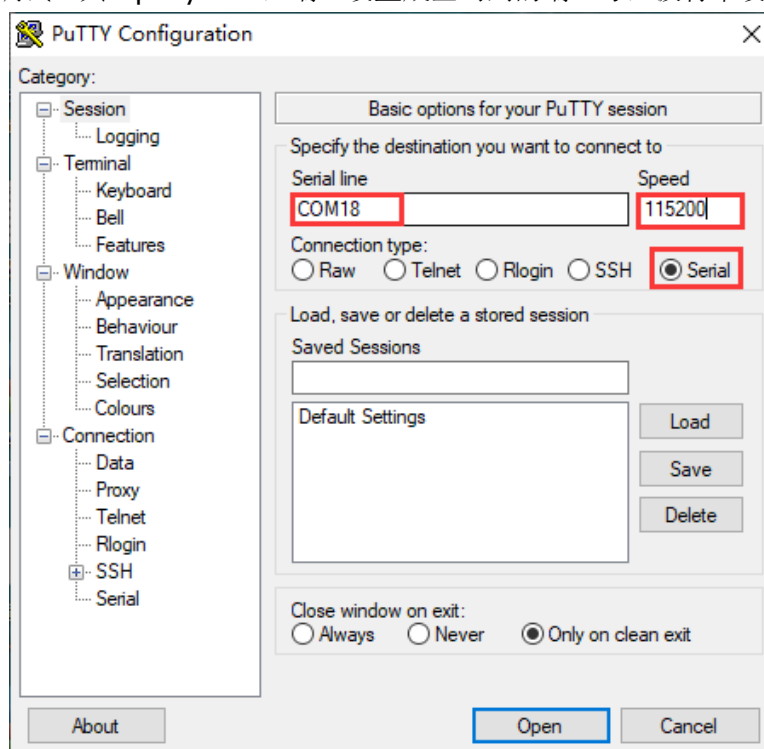 PuTTY Configuration
Category:
Session
Logging
Terminal
Keyboard
Bell
Features
Window
Appearance
Behaviour
Translation
Selection
Colours
Connection
Data
Proxy
Telnet
Rlogin
SSH
Serial
Basic options for your PuTTY session
Specify the destination you want to connect to
Serial line Speed
COM18 115200
Connection type:
Raw Telnet Rlogin SSH Serial
Load, save or delete a stored session
Saved Sessions
Default Settings
Load
Save
Delete
Close window on exit:
Always Never Only on clean exit
About Open Cancel